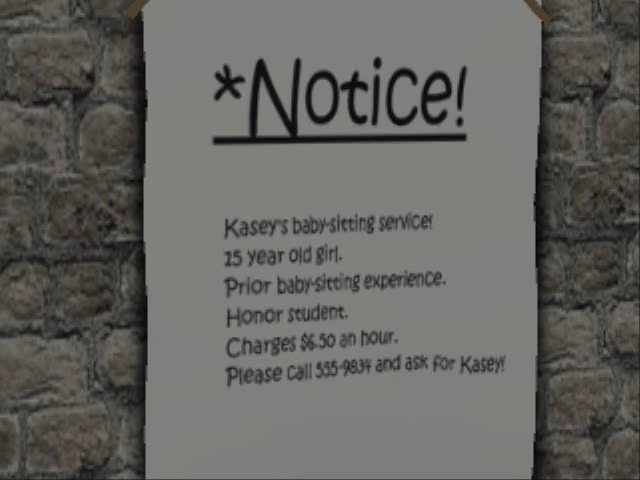 *Notice!
Kasey's baby-sitting service!
15 year old girl.
Prior baby-sitting experience.
Honor student.
Charges $6.50 an hour.
Please call 555-9834 and ask for Kasey!